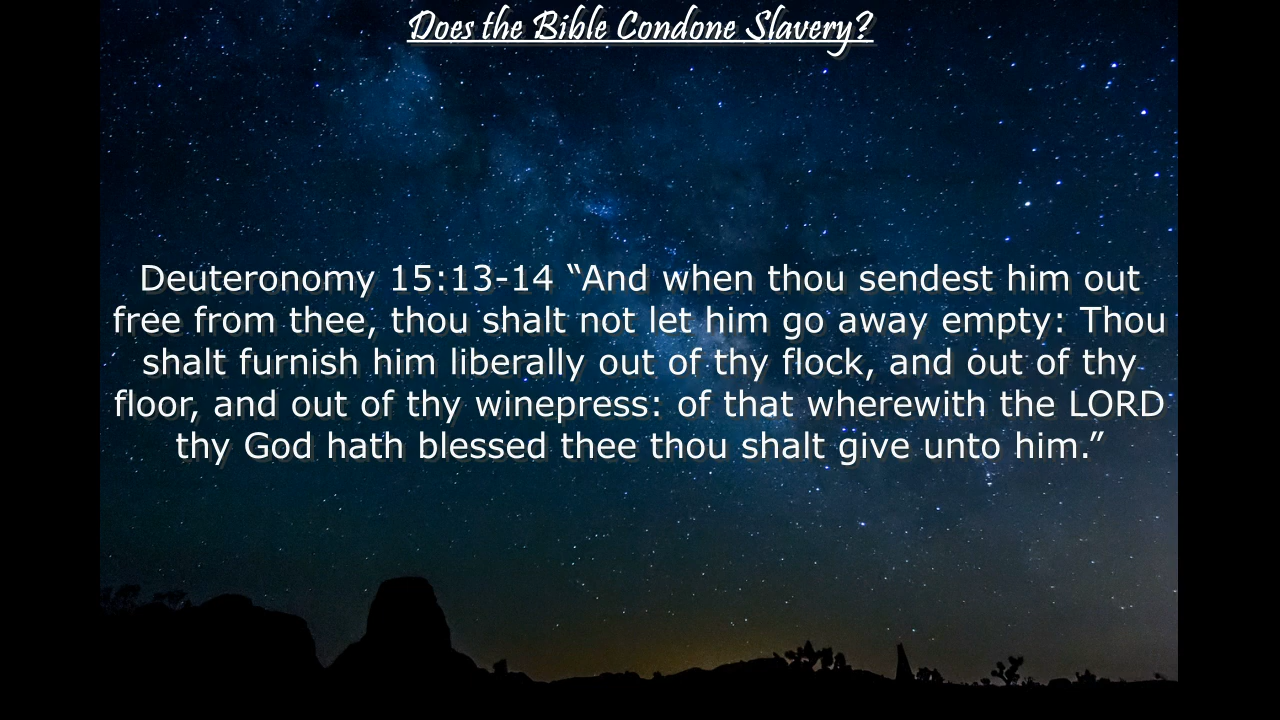 Does the Bible Condone Slavery?
Deuteronomy 15:13-14 “And when thou sendest him out
free from thee, thou shalt not let him go away empty: Thou
shalt furnish him liberally out of thy flock, and out of thy
floor, and out of thy winepress: of that wherewith the LORD
thy God hath blessed thee thou shalt give unto him.”